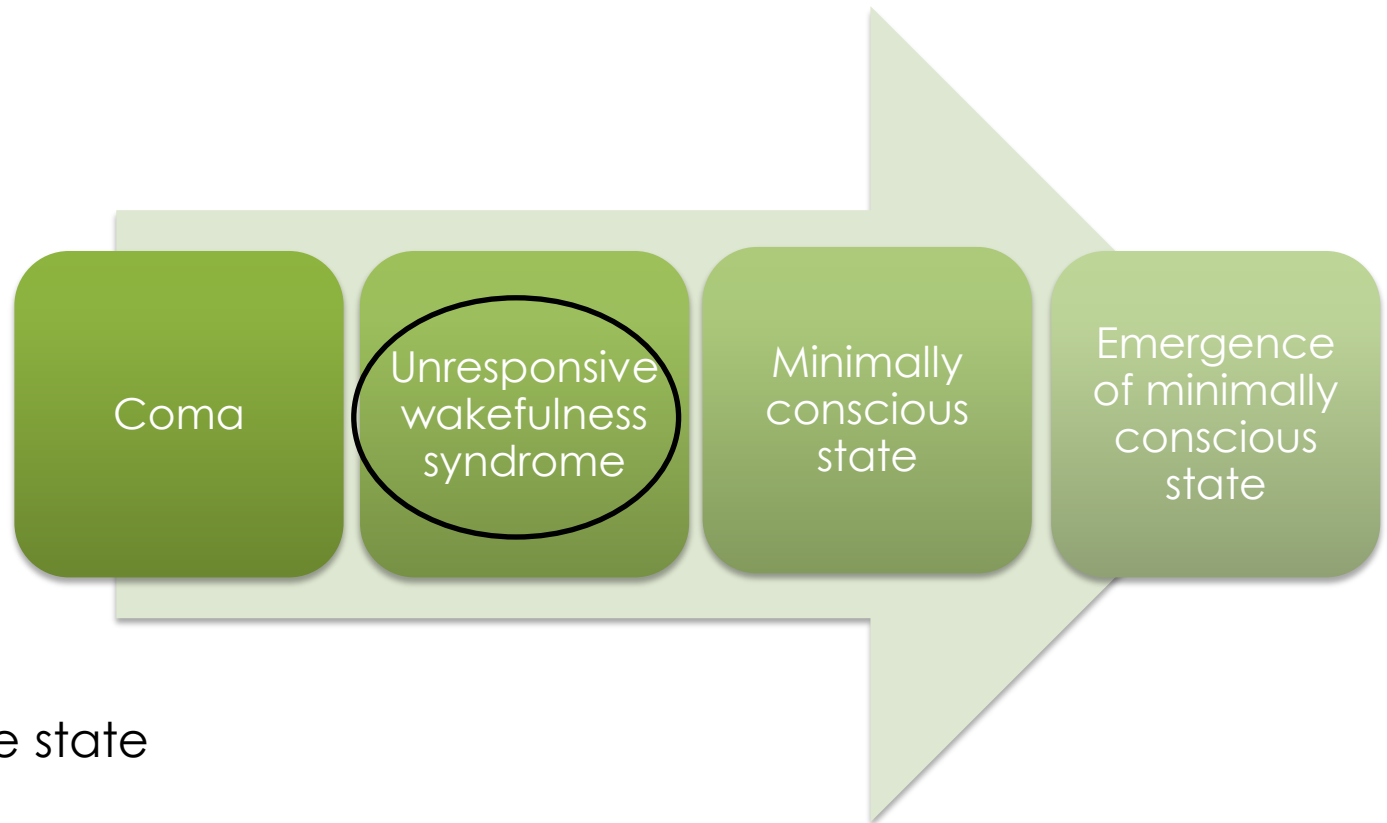 Coma
Unresponsive
wakefulness
syndrome
Minimally
conscious
state
Emergence
of minimally
conscious
state
e state